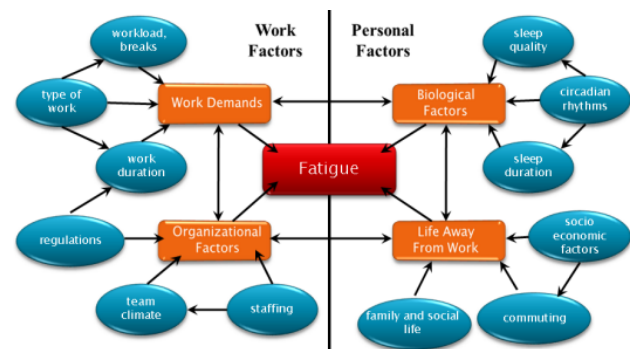 Work
Factors
Personal
Factors
workload,
breaks
sleep
quality
type of
work
Work Demands
Biological
Factors
circadian
rhythms
work
duration
Fatigue
sleep
duration
regulations
Organizational
Factors
Life Away
From Work
socio
economic
factors
team
climate
staffing
family and social
life
commuting